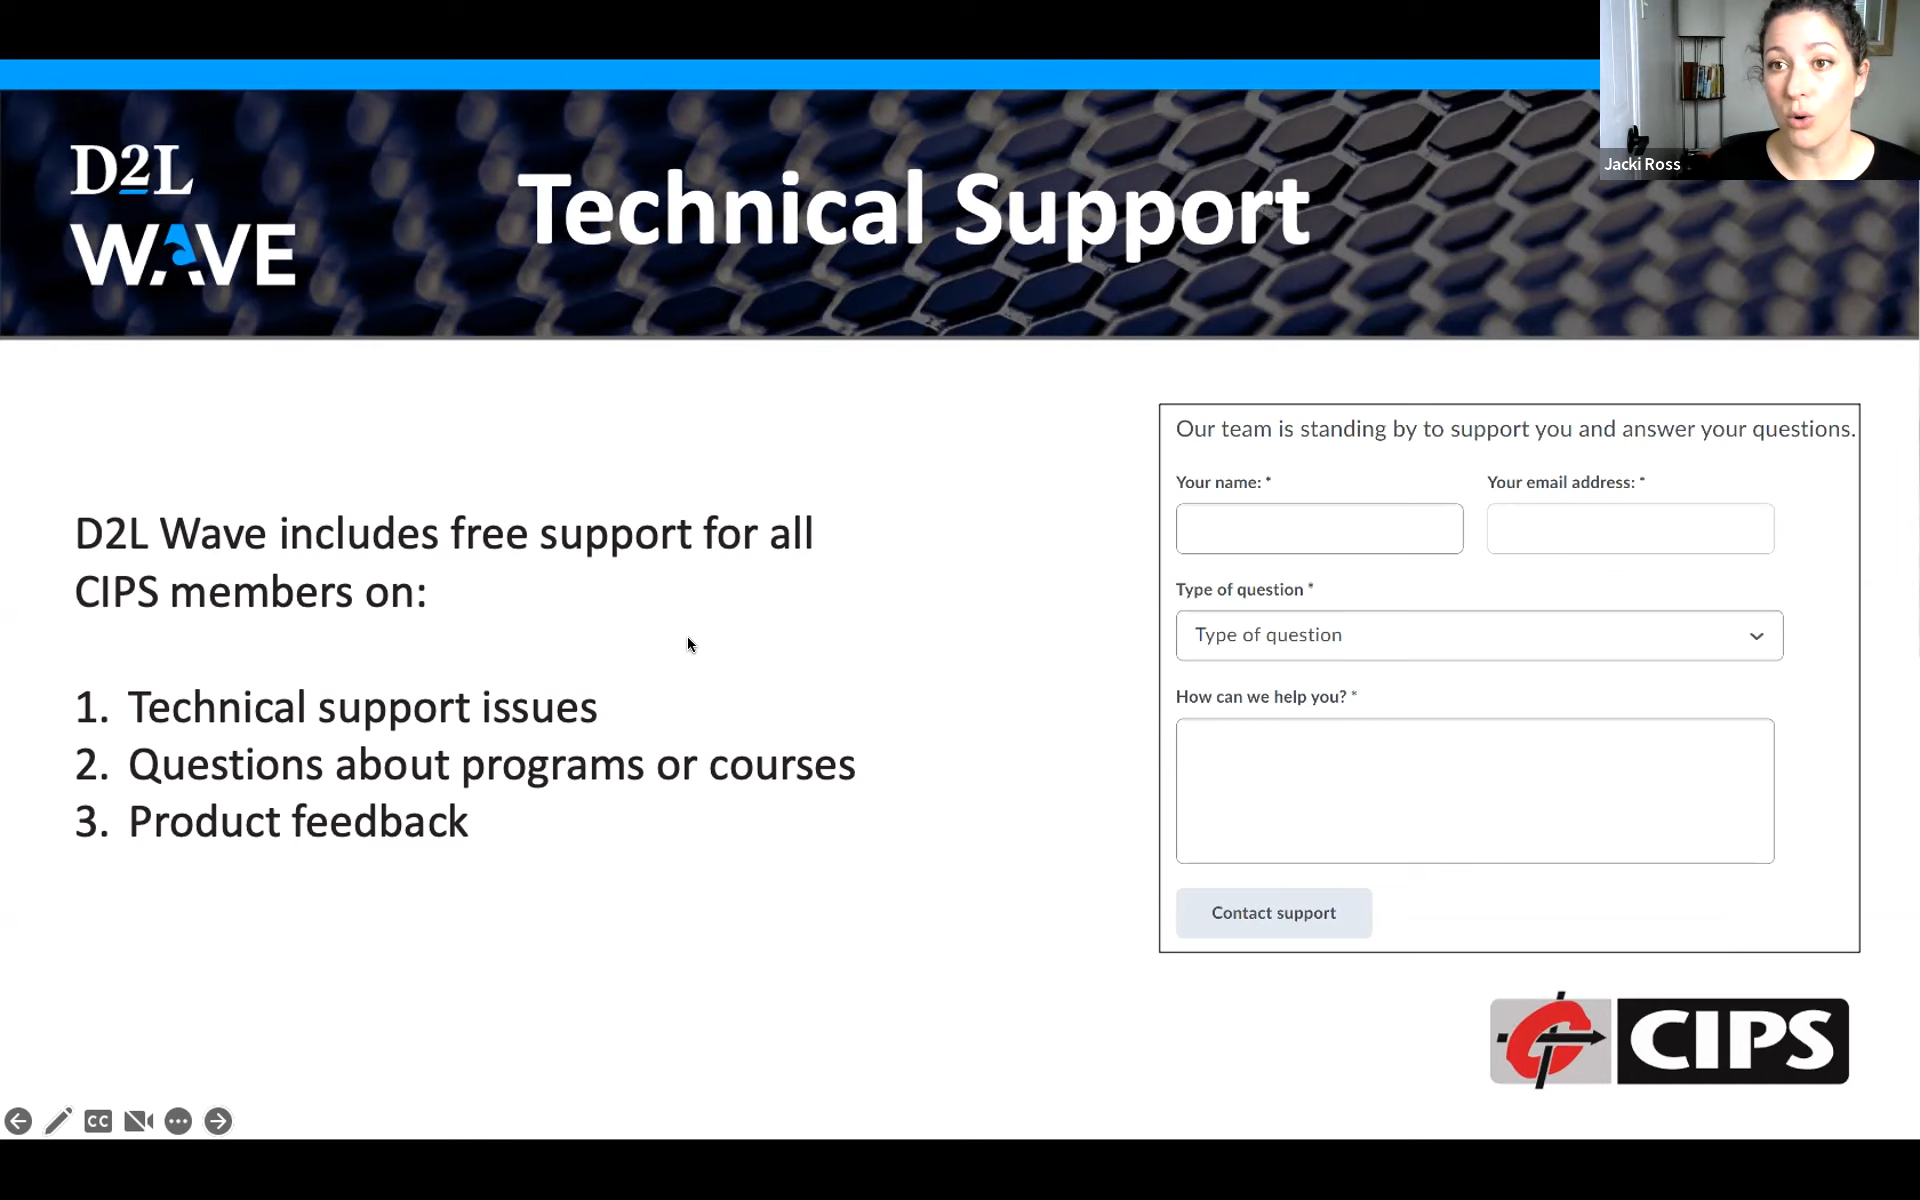 D2L
WAVE
Technical Support
Jacki Ross
D2L Wave includes free support for all
CIPS members on:
1. Technical support issues
2. Questions about programs or courses
3. Product feedback
Our team is standing by to support you and answer your questions.
Your name: *
Your email address: *
Type of question *
Type of question
How can we help you? *
Contact support
CIPS
CC